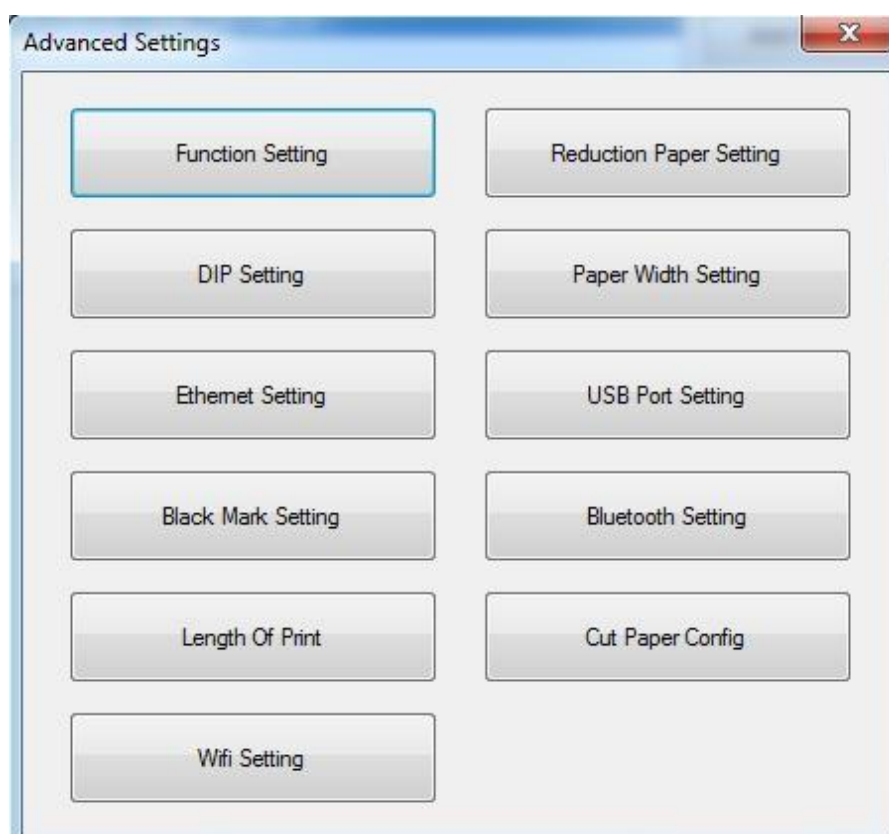 Advanced Settings
Function Setting
Reduction Paper Setting
DIP Setting
Paper Width Setting
Ethernet Setting
USB Port Setting
Black Mark Setting
Bluetooth Setting
Length Of Print
Cut Paper Config
Wifi Setting